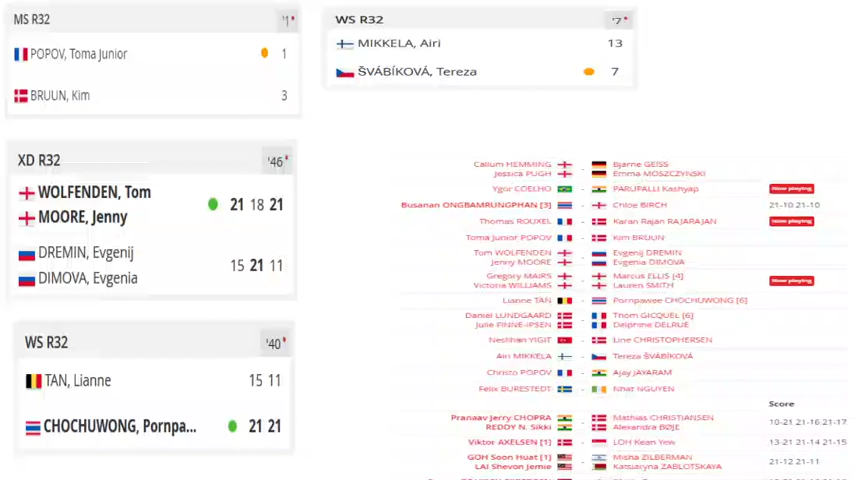 MS R32
'1
POPOV, Toma Junior 1
BRUUN, Kim 3
WS R32
'7
MIKKELA, Airi 13
ŠVÁBÍKOVÁ, Tereza 7
XD R32
'46
WOLFENDEN, Tom
MOORE, Jenny
21 18 21
DREMIN, Evgenij
DIMOVA, Evgenia
15 21 11
WS R32
'40
TAN, Lianne 15 11
CHOCHUWONG, Pornpa... 21 21
Callum HEMMING - Bjarne GEISS
Jessica PUGH Emma MOSZCZYNSKI
Ygor COELHO - PARUPALLI Kashyap Now playing
Busanan ONGBAMRUNGPHAN [3] - Chloe BIRCH 21-10 21-10
Thomas ROUXEL - Karan Rajan RAJARAJAN Now playing
Toma Junior POPOV - Kim BRUUN
Tom WOLFENDEN - Evgenij DREMIN
Jenny MOORE Evgenia DIMOVA
Gregory MAIRS - Marcus ELLIS [4] Now playing
Victoria WILLIAMS Lauren SMITH
Lianne TAN - Pornpawee CHOCHUWONG [6]
Daniel LUNDGAARD - Thom GICQUEL [6]
Julie FINNE-IPSEN Delphine DELRUE
Neslihan YIGIT - Line CHRISTOPHERSEN
Airi MIKKELA - Tereza ŠVÁBÍKOVÁ
Christo POPOV - Ajay JAYARAM
Felix BURESTEDT - Nhat NGUYEN
Score
Pranaav Jerry CHOPRA - Mathias CHRISTIANSEN 10-21 21-16 21-17
REDDY N. Sikki Alexandra BØJE
Viktor AXELSEN [1] - LOH Kean Yew 13-21 21-14 21-15
GOH Soon Huat [1] - Misha ZILBERMAN 21-12 21-11
LAI Shevon Jemie Katsiaryna ZABLOTSKAYA